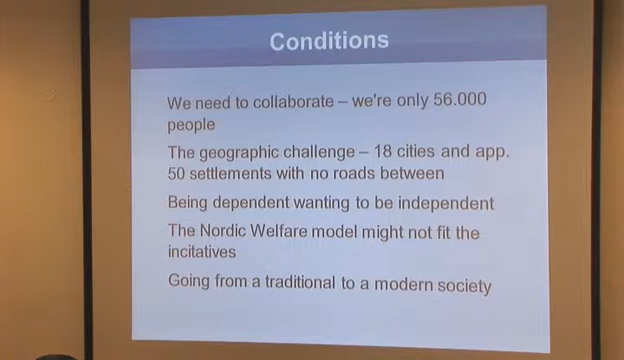 Conditions
We need to collaborate – we're only 56.000
people
The geographic challenge – 18 cities and app.
50 settlements with no roads between
Being dependent wanting to be independent
The Nordic Welfare model might not fit the
incitatives
Going from a traditional to a modern society